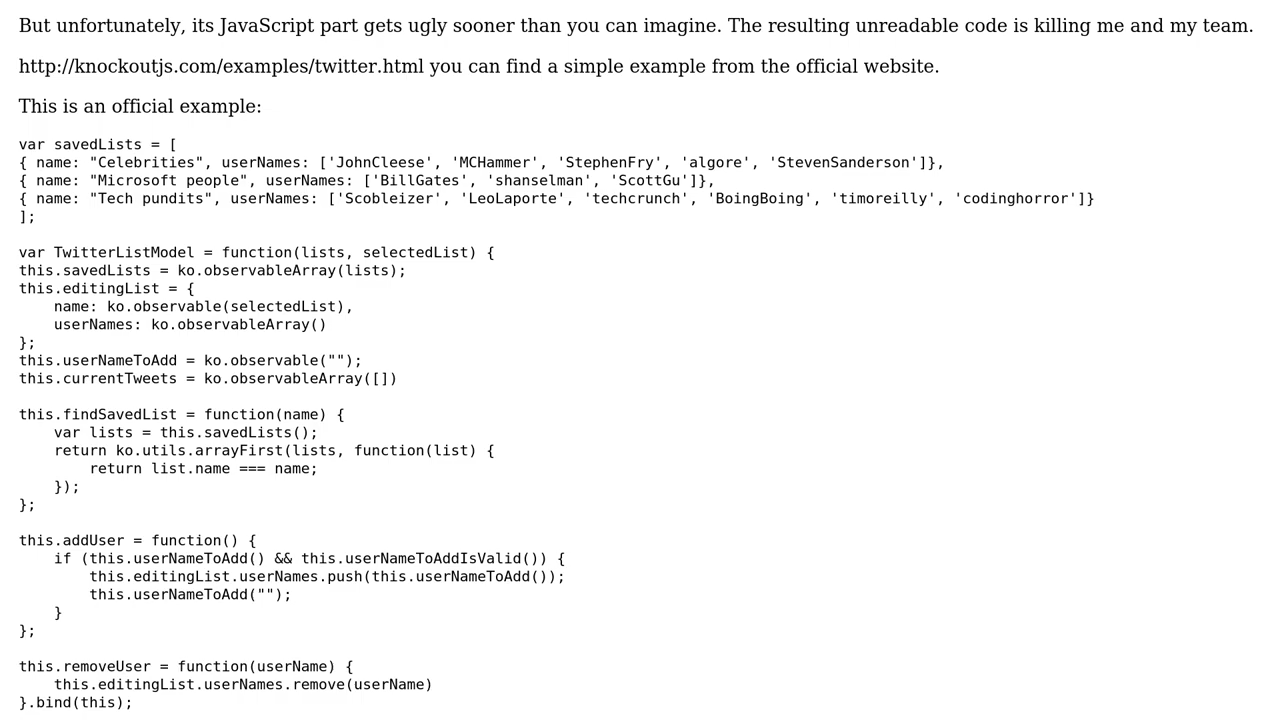 But unfortunately, its JavaScript part gets ugly sooner than you can imagine. The resulting unreadable code is killing me and my team.
http://knockoutjs.com/examples/twitter.html you can find a simple example from the official website.
This is an official example:
var savedLists = [
{ name: "Celebrities", userNames: ['JohnCleese', 'MCHammer', 'StephenFry', 'algore', 'StevenSanderson']},
{ name: "Microsoft people", userNames: ['BillGates', 'shanselman', 'ScottGu']},
{ name: "Tech pundits", userNames: ['Scobleizer', 'LeoLaporte', 'techcrunch', 'BoingBoing', 'timoreilly', 'codinghorror']}
];
var TwitterListModel = function(lists, selectedList) {
this.savedLists = ko.observableArray(lists);
this.editingList = {
    name: ko.observable(selectedList),
    userNames: ko.observableArray()
};
this.userNameToAdd = ko.observable("");
this.currentTweets = ko.observableArray([])
this.findSavedList = function(name) {
    var lists = this.savedLists();
    return ko.utils.arrayFirst(lists, function(list) {
        return list.name === name;
    });
};
this.addUser = function() {
    if (this.userNameToAdd() && this.userNameToAddIsValid()) {
        this.editingList.userNames.push(this.userNameToAdd());
        this.userNameToAdd("");
    }
};
this.removeUser = function(userName) {
    this.editingList.userNames.remove(userName)
}.bind(this);